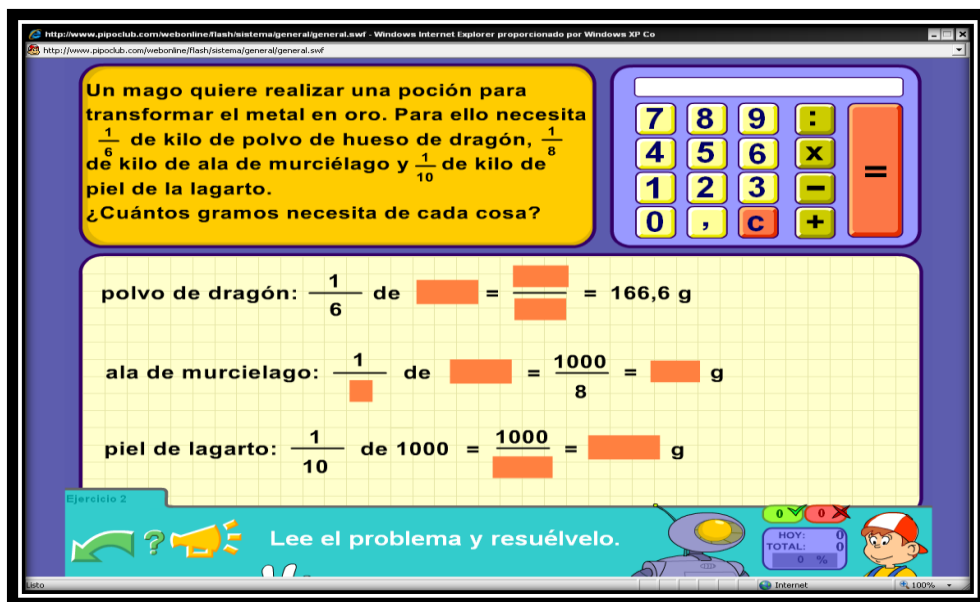 http://www.pipoclub.com/webonline/flash/sistema/general/general.swf - Windows Internet Explorer proporcionado por Windows XP Co
http://www.pipoclub.com/webonline/flash/sistema/general/general.swf
Un mago quiere realizar una poción para
transformar el metal en oro. Para ello necesita
1/6 de kilo de polvo de hueso de dragón, 1/8
de kilo de ala de murciélago y 1/10 de kilo de
piel de la lagarto.
¿Cuántos gramos necesita de cada cosa?
7 8 9 :
4 5 6 x
1 2 3 −
0 , c +
=
polvo de dragón: 1/6 de = = 166,6 g
ala de murcielago: 1/ de = 1000/8 = g
piel de lagarto: 1/10 de 1000 = 1000/ = g
Ejercicio 2
?
Lee el problema y resuélvelo.
0 0
HOY: 0
TOTAL: 0
0 %
Listo
Internet
100%